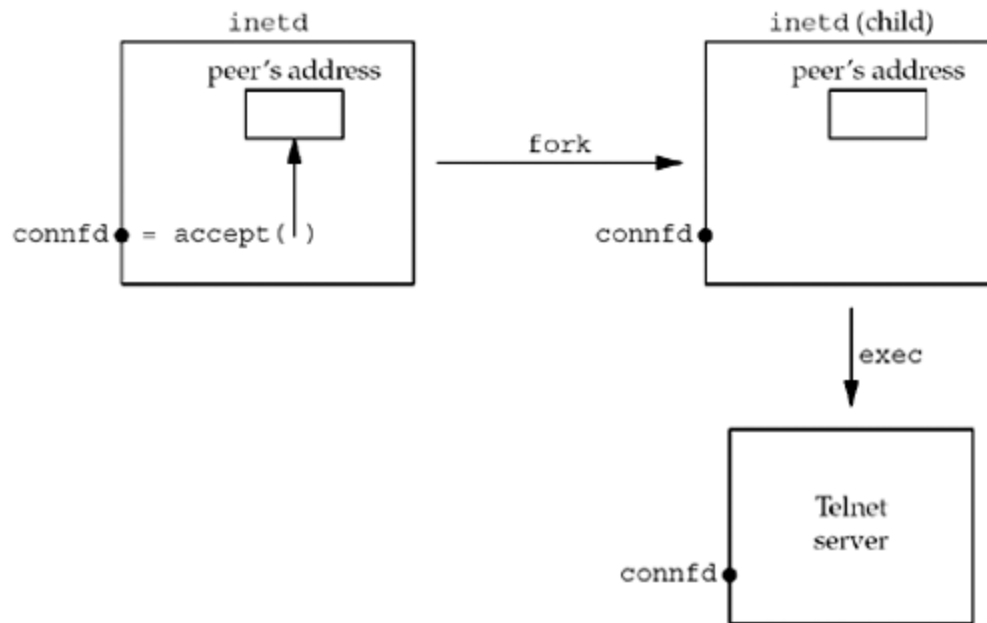 inetd
peer's address
connfd = accept( )
fork
inetd (child)
peer's address
connfd
exec
Telnet
server
connfd